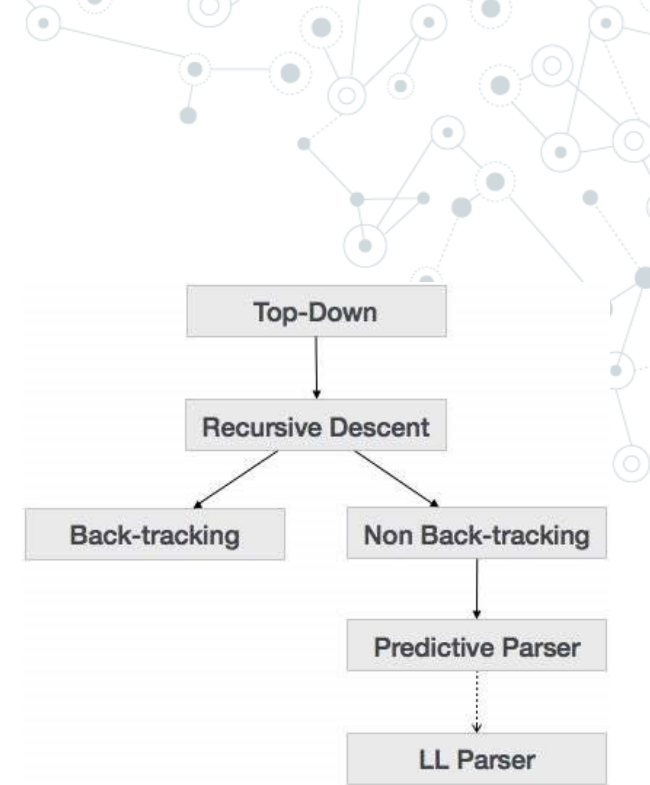 Top-Down
Recursive Descent
Back-tracking
Non Back-tracking
Predictive Parser
LL Parser